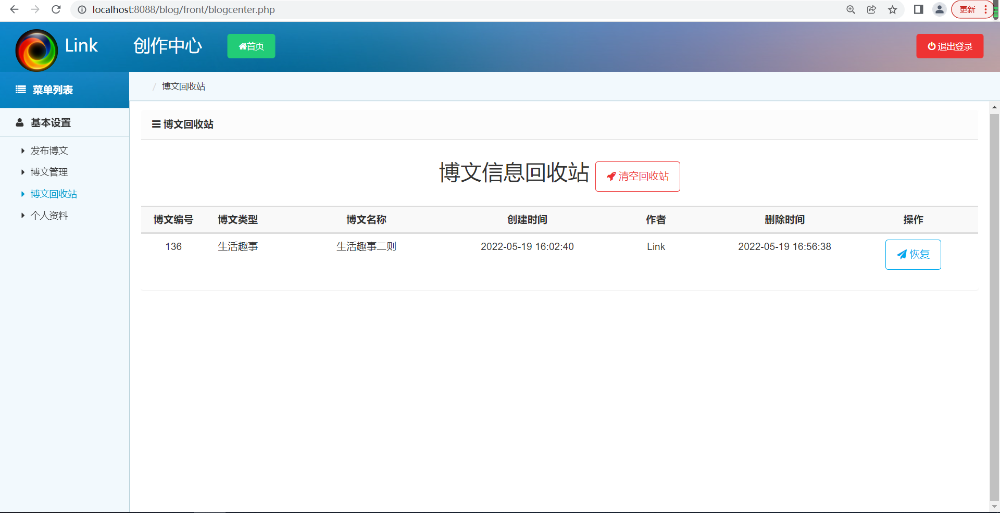 localhost:8088/blog/front/blogcenter.php
更新
Link
创作中心
首页
退出登录
菜单列表
/ 博文回收站
基本设置
博文回收站
发布博文
博文管理
博文回收站
个人资料
博文信息回收站
清空回收站
博文编号 博文类型 博文名称 创建时间 作者 删除时间 操作
136 生活趣事 生活趣事二则 2022-05-19 16:02:40 Link 2022-05-19 16:56:38 恢复